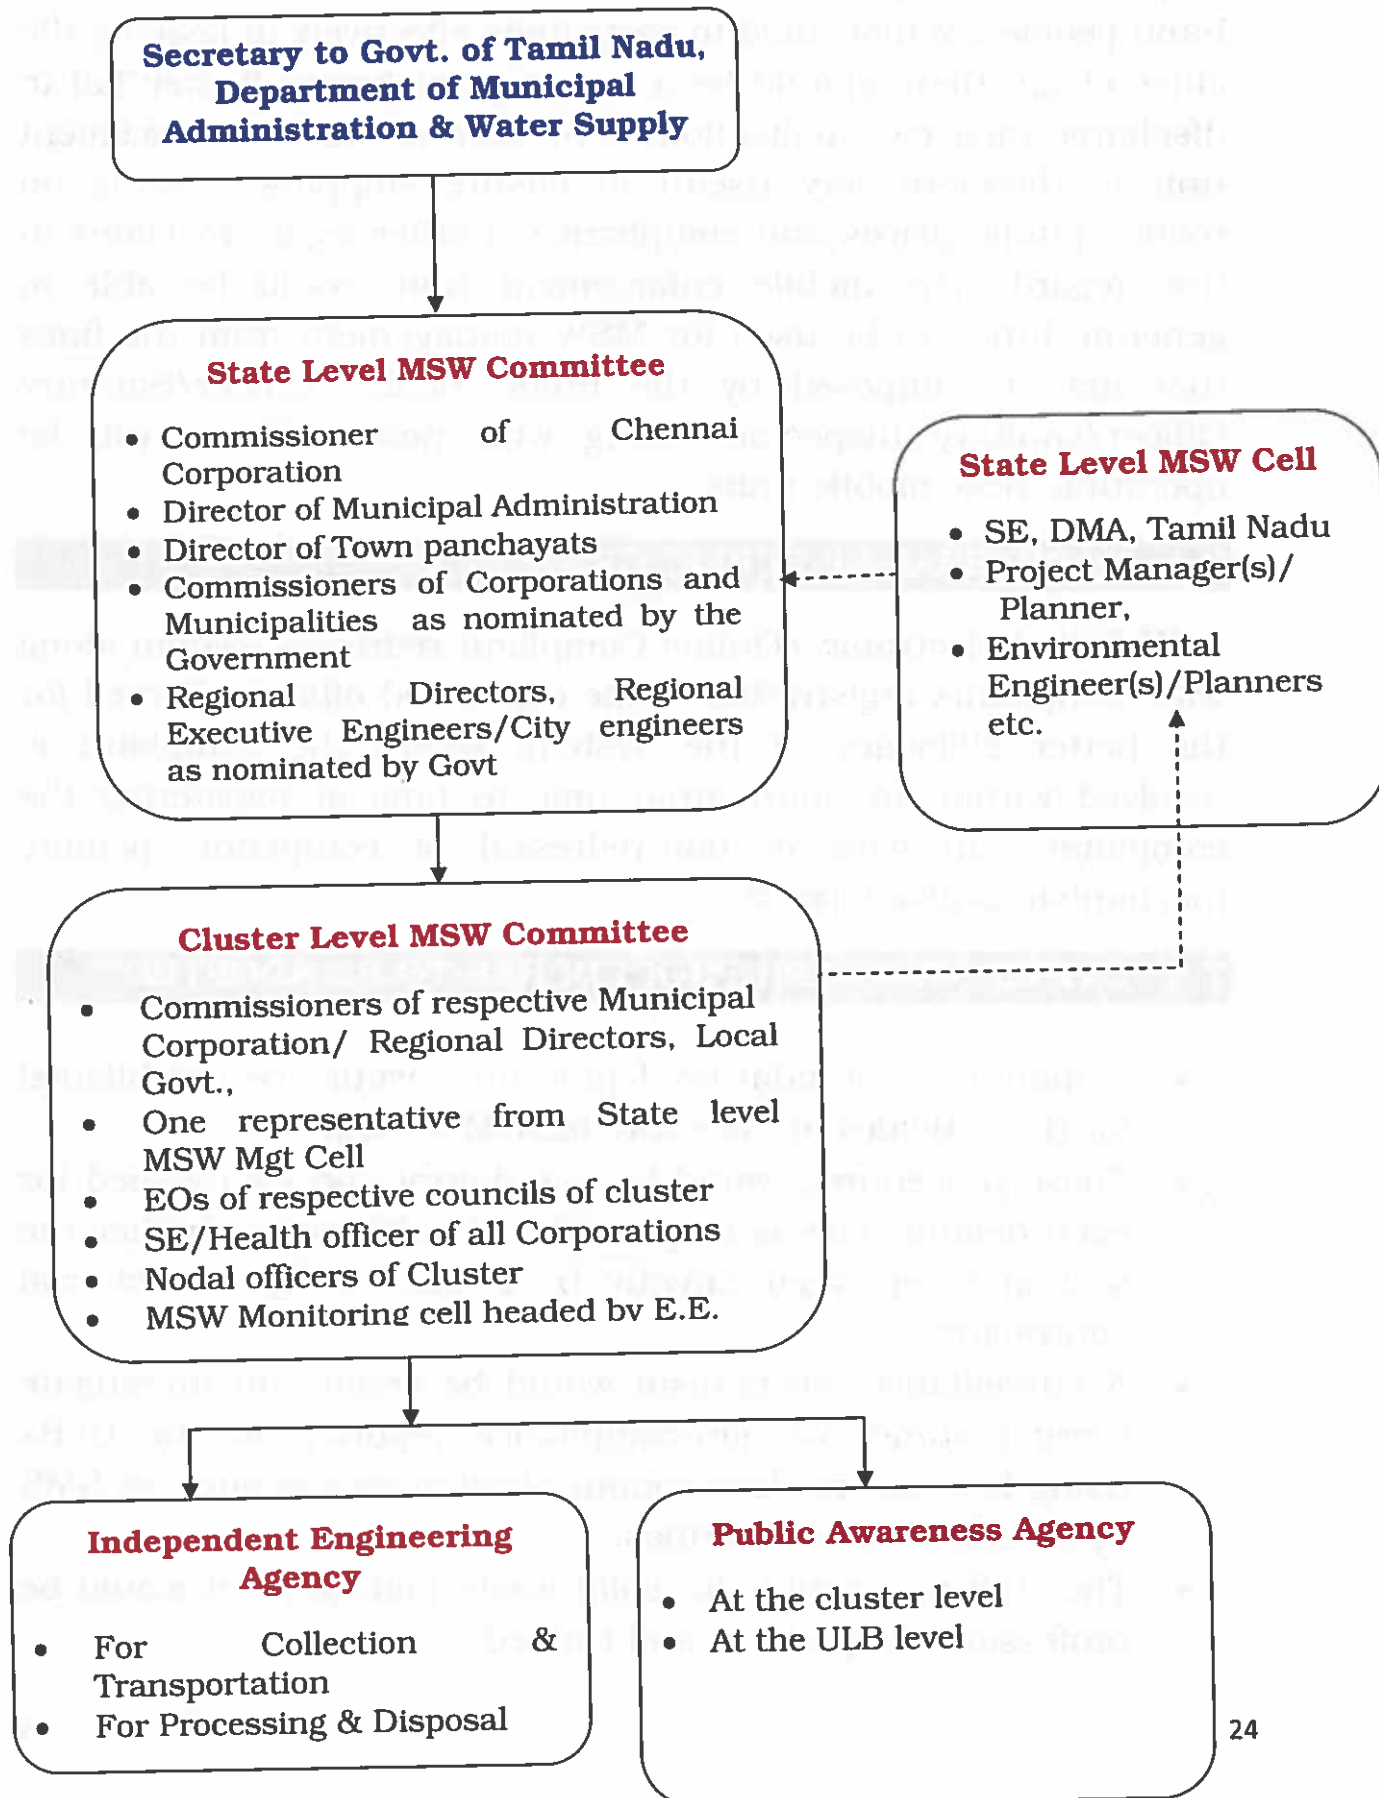 Secretary to Govt. of Tamil Nadu,
Department of Municipal
Administration & Water Supply
State Level MSW Committee
• Commissioner of Chennai
Corporation
• Director of Municipal Administration
• Director of Town panchayats
• Commissioners of Corporations and
Municipalities as nominated by the
Government
• Regional Directors, Regional
Executive Engineers/City engineers
as nominated by Govt
State Level MSW Cell
• SE, DMA, Tamil Nadu
• Project Manager(s)/
Planner,
• Environmental
Engineer(s)/Planners
etc.
Cluster Level MSW Committee
• Commissioners of respective Municipal
Corporation/ Regional Directors, Local
Govt.,
• One representative from State level
MSW Mgt Cell
• EOs of respective councils of cluster
• SE/Health officer of all Corporations
• Nodal officers of Cluster
• MSW Monitoring cell headed by E.E.
Independent Engineering
Agency
• For Collection &
Transportation
• For Processing & Disposal
Public Awareness Agency
• At the cluster level
• At the ULB level
24